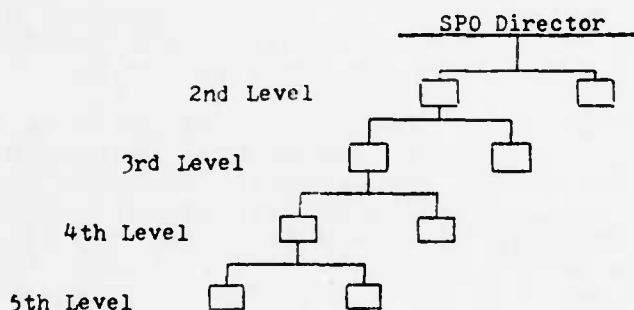 SPO Director
2nd Level
3rd Level
4th Level
5th Level